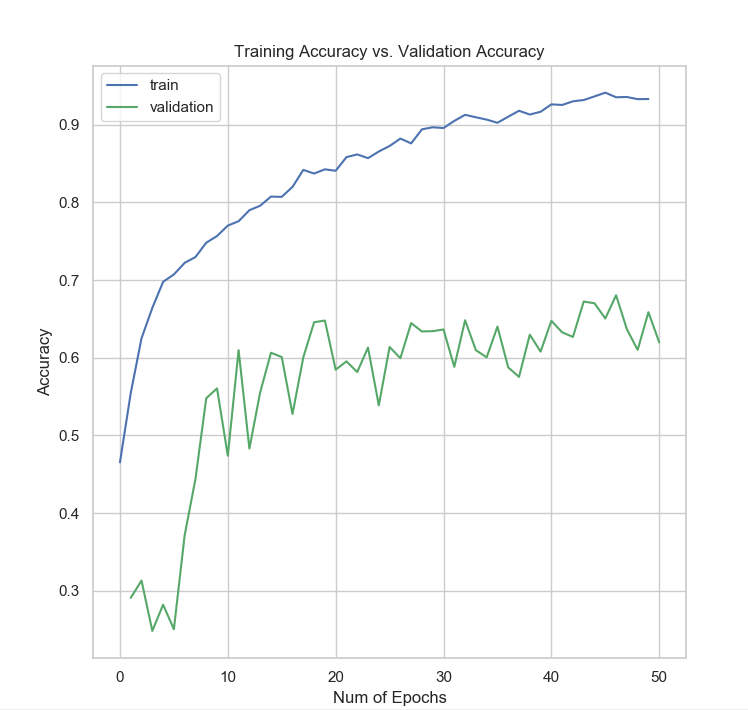 Training Accuracy vs. Validation Accuracy
train
validation
0.9
0.8
0.7
0.6
0.5
0.4
0.3
Accuracy
0 10 20 30 40 50
Num of Epochs